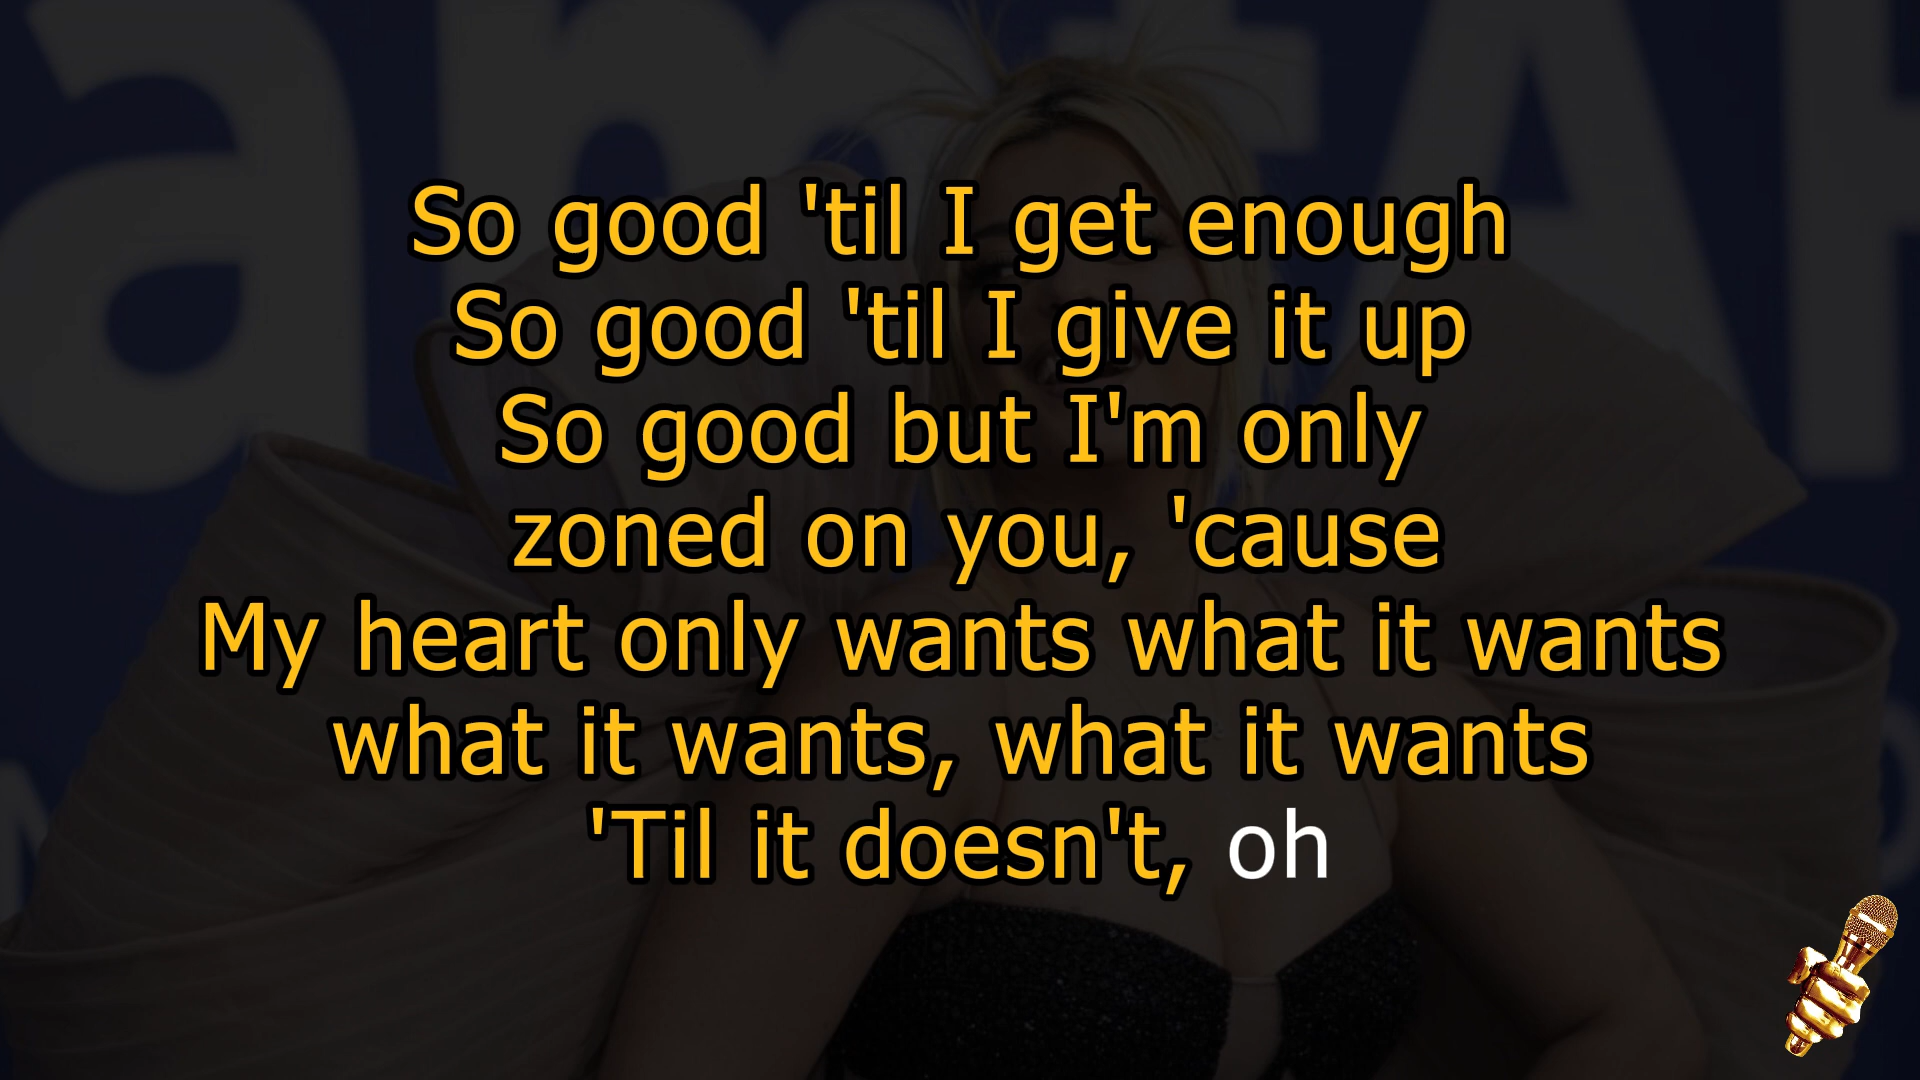 amfAR
So good 'til I get enough
So good 'til I give it up
So good but I'm only
zoned on you, 'cause
My heart only wants what it wants
what it wants, what it wants
'Til it doesn't, oh